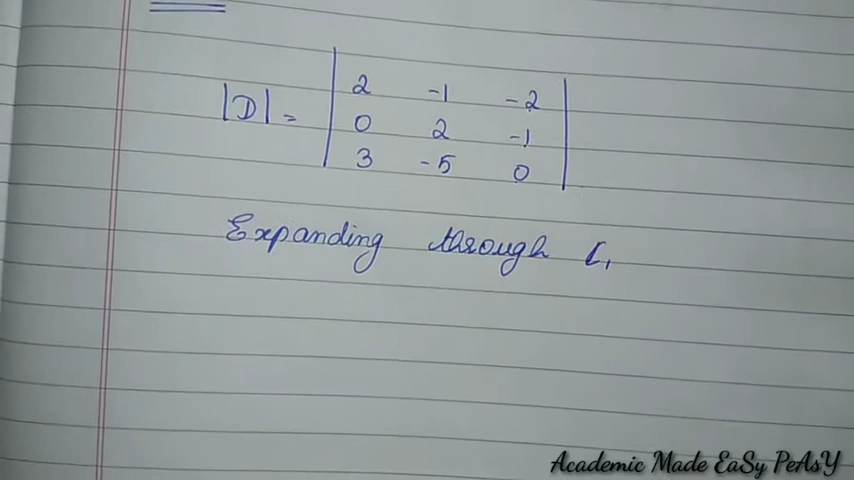 |D| = | 2 -1 -2 |
0 2 -1
3 -5 0
Expanding through C₁
Academic Made EaSy PeAsY